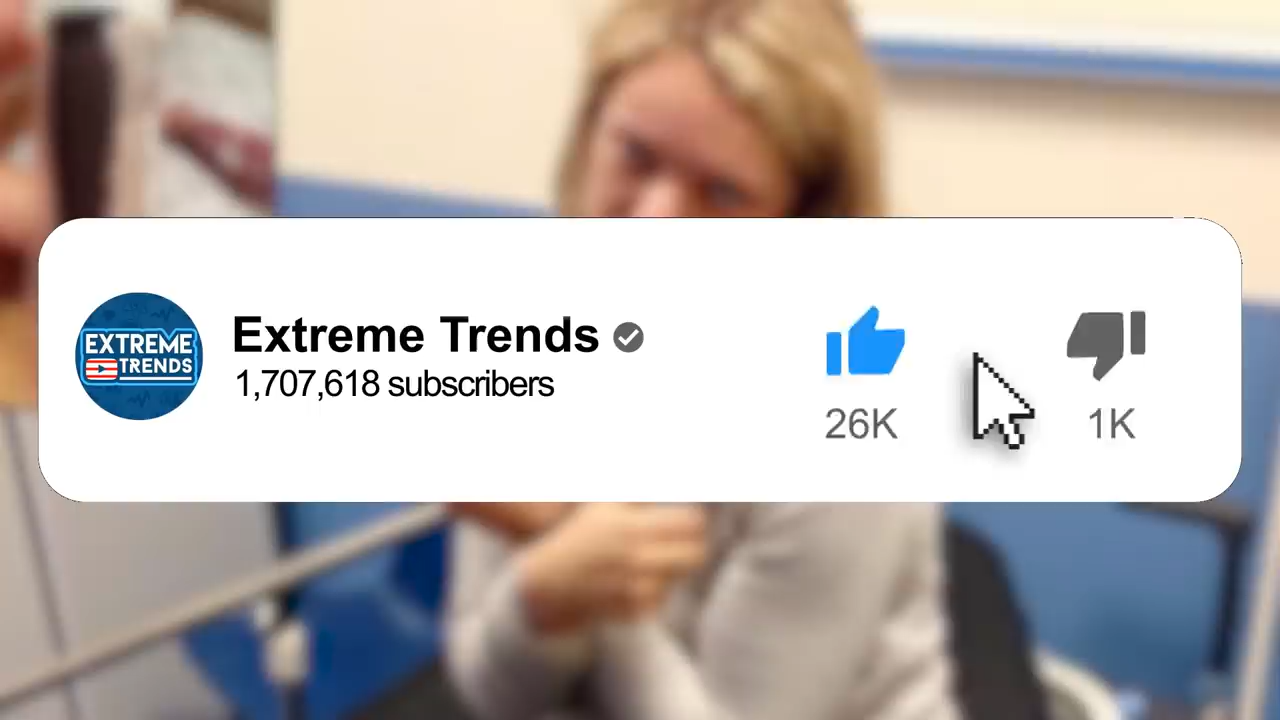 EXTREME
TRENDS
Extreme Trends
1,707,618 subscribers
26K
1K